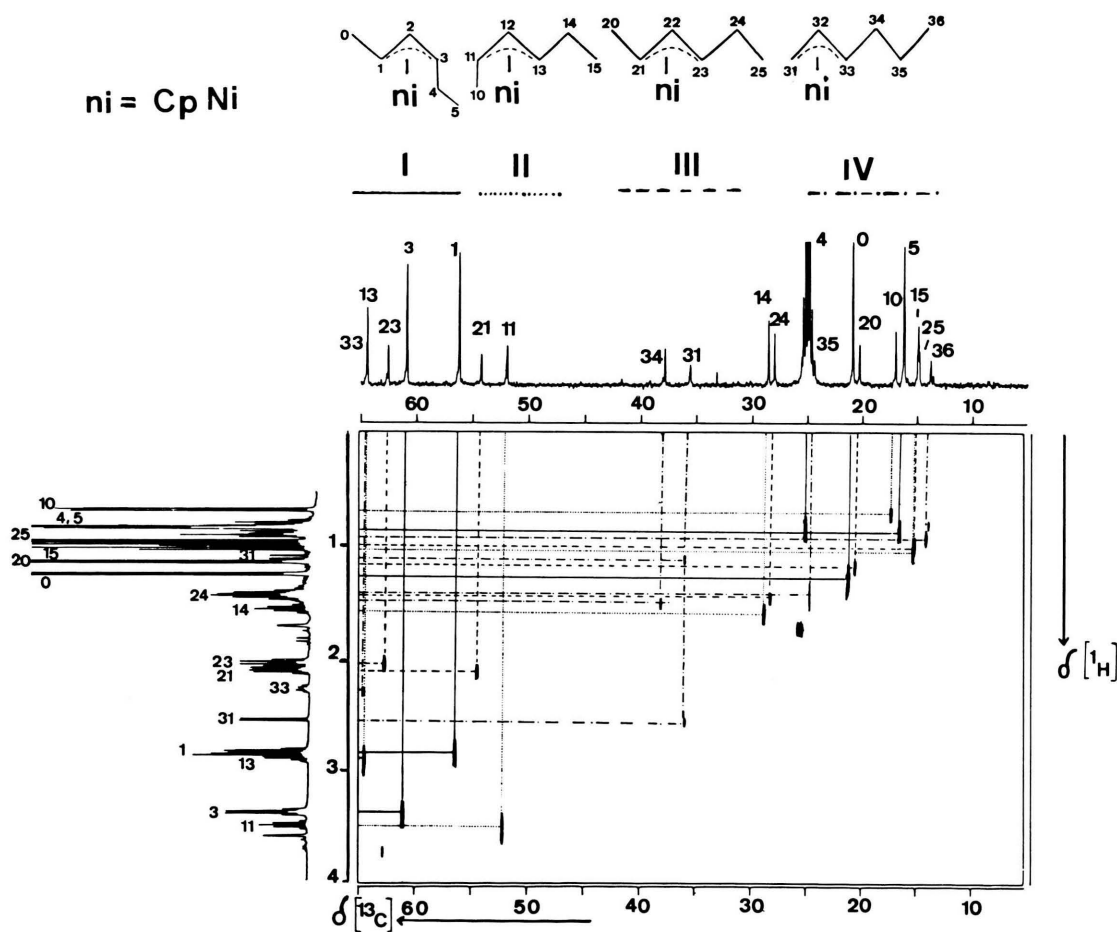 20 22 24
12 14
32 34 36
0 2
1 3
11 13 15
21 23 25
31 33 35
ni ni ni ni
4 10
5
ni = Cp Ni
I II III IV
13 3 1 4 0 5
33 23 21 11 34 31 14 24 35 20 10 15 25 36
60 50 40 30 20 10
10
4, 5
25
15 31
20
0
24
14
23
21
33
31
1
13
3
11
1
2
3
4
δ [¹H]
δ [¹³C] 60 50 40 30 20 10